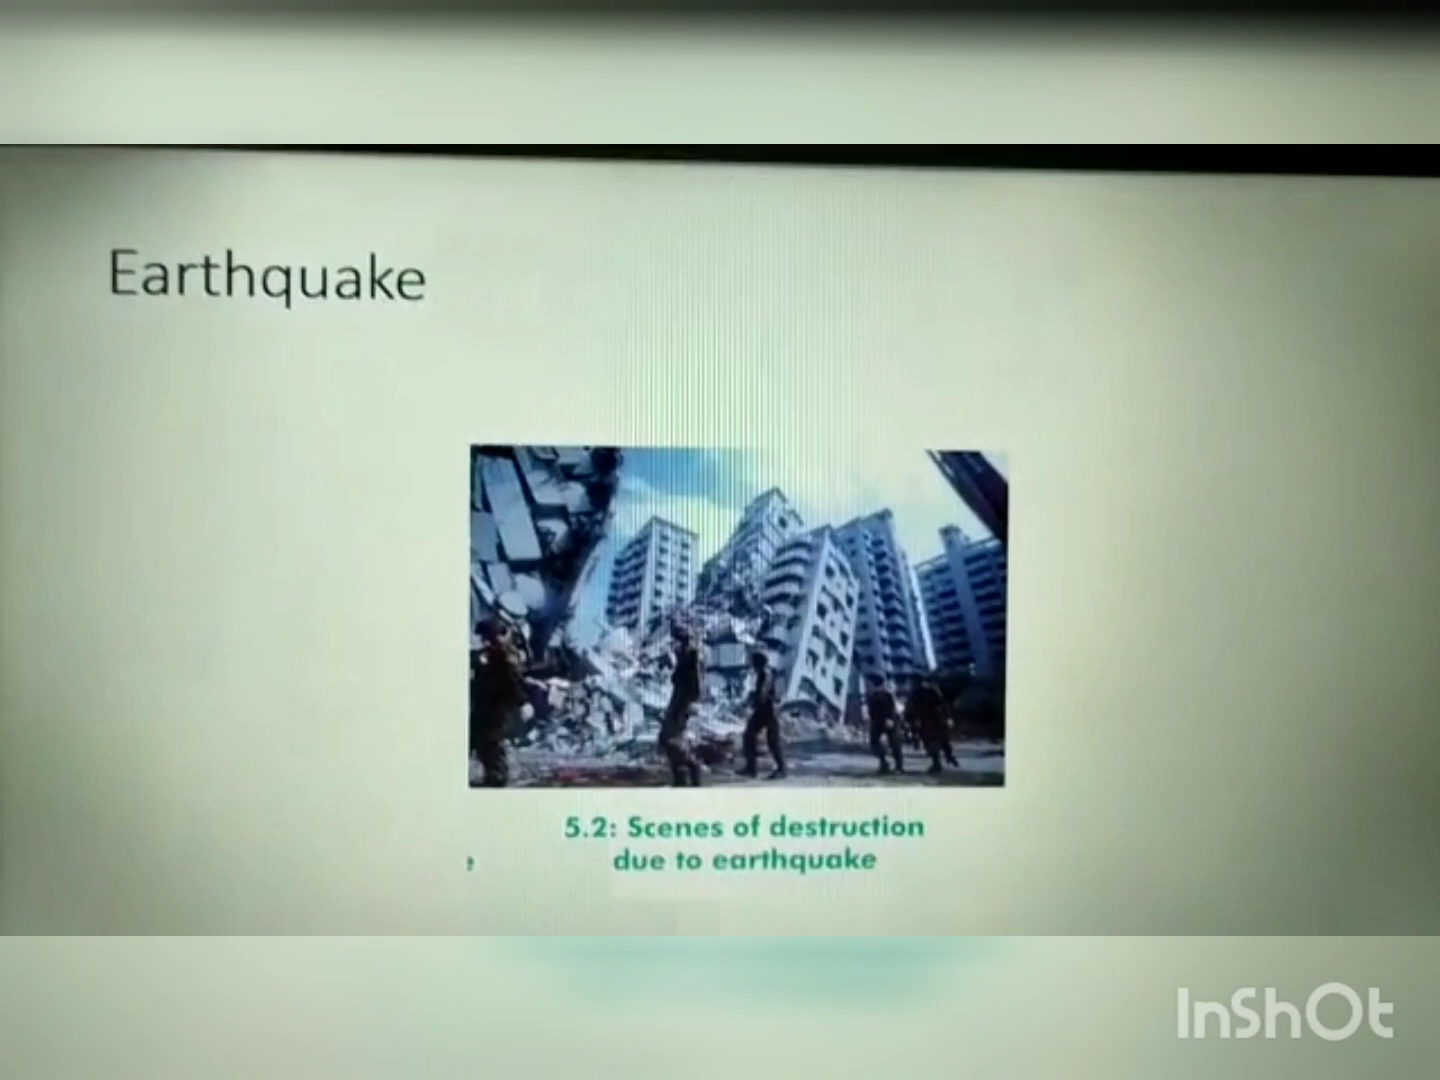 Earthquake
5.2: Scenes of destruction
due to earthquake
InShOt